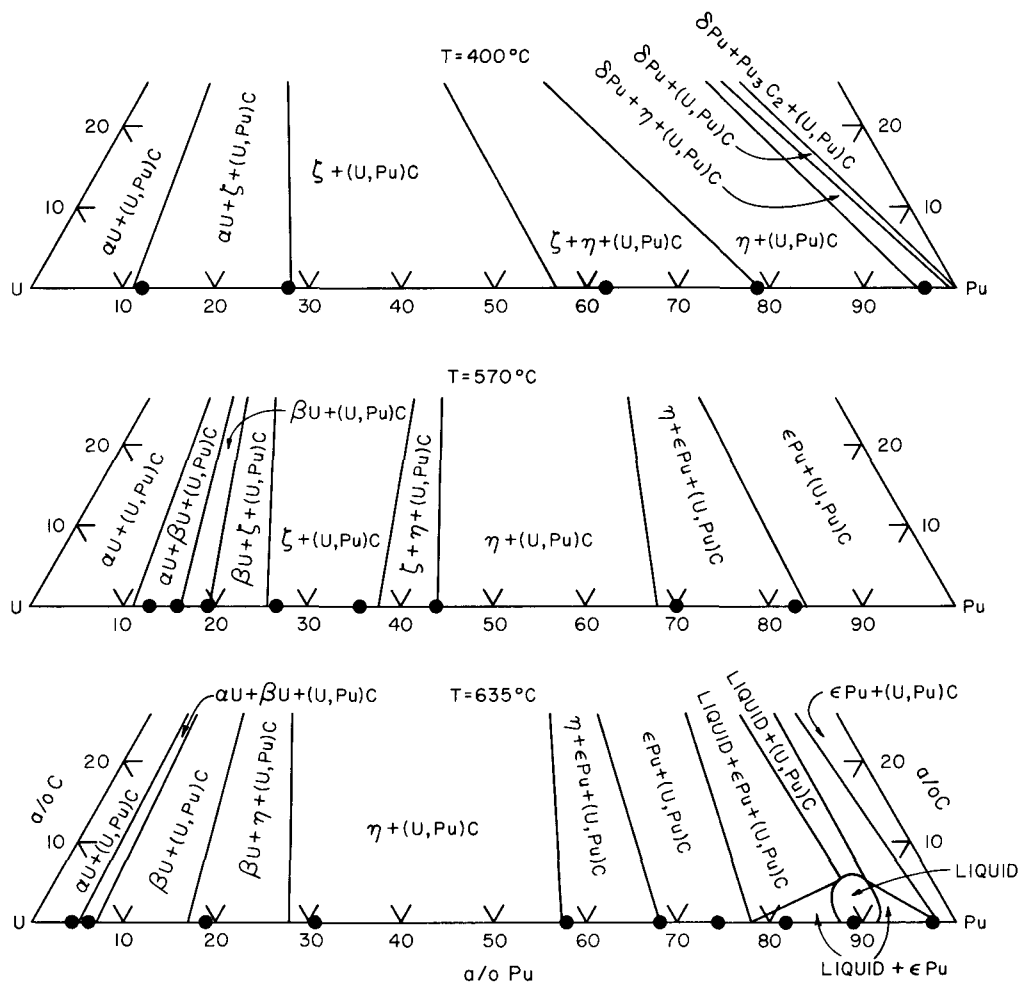 T=400°C
αU+(U,Pu)C
αU+ζ+(U,Pu)C
ζ+(U,Pu)C
ζ+η+(U,Pu)C
η+(U,Pu)C
δPu+η+(U,Pu)C
δPu+(U,Pu)C
δPu+Pu3C2+(U,Pu)C
20
10
20
10
U
10 20 30 40 50 60 70 80 90
Pu
T=570°C
αU+(U,Pu)C
αU+βU+(U,Pu)C
βU+(U,Pu)C
βU+ζ+(U,Pu)C
ζ+(U,Pu)C
ζ+η+(U,Pu)C
η+(U,Pu)C
η+ϵPu+(U,Pu)C
ϵPu+(U,Pu)C
20
10
20
10
U
10 20 30 40 50 60 70 80 90
Pu
T=635°C
αU+(U,Pu)C
αU+βU+(U,Pu)C
βU+(U,Pu)C
βU+η+(U,Pu)C
η+(U,Pu)C
η+ϵPu+(U,Pu)C
ϵPu+(U,Pu)C
LIQUID+ϵPu+(U,Pu)C
LIQUID+(U,Pu)C
ϵPu+(U,Pu)C
a/o C
20
10
a/o C
20
10
LIQUID
LIQUID + ϵPu
U
10 20 30 40 50 60 70 80 90
Pu
a/o Pu